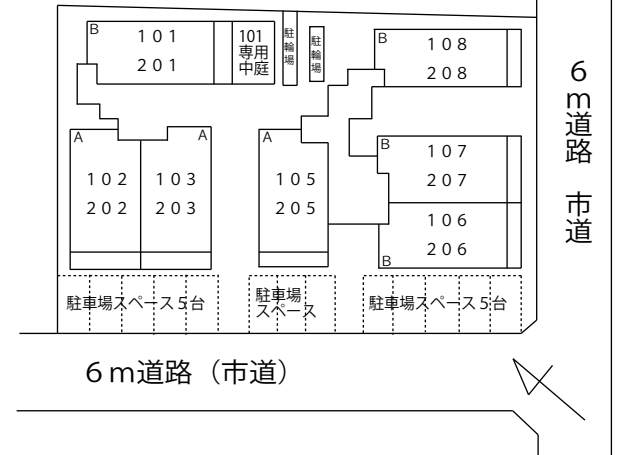 B
101
201
101
専用
中庭
駐輪場
駐輪場
B
108
208
6m道路 市道
A
A
102
202
103
203
A
105
205
B
107
207
106
206
B
駐車場スペース5台
駐車場
スペース
駐車場スペース5台
6m道路(市道)